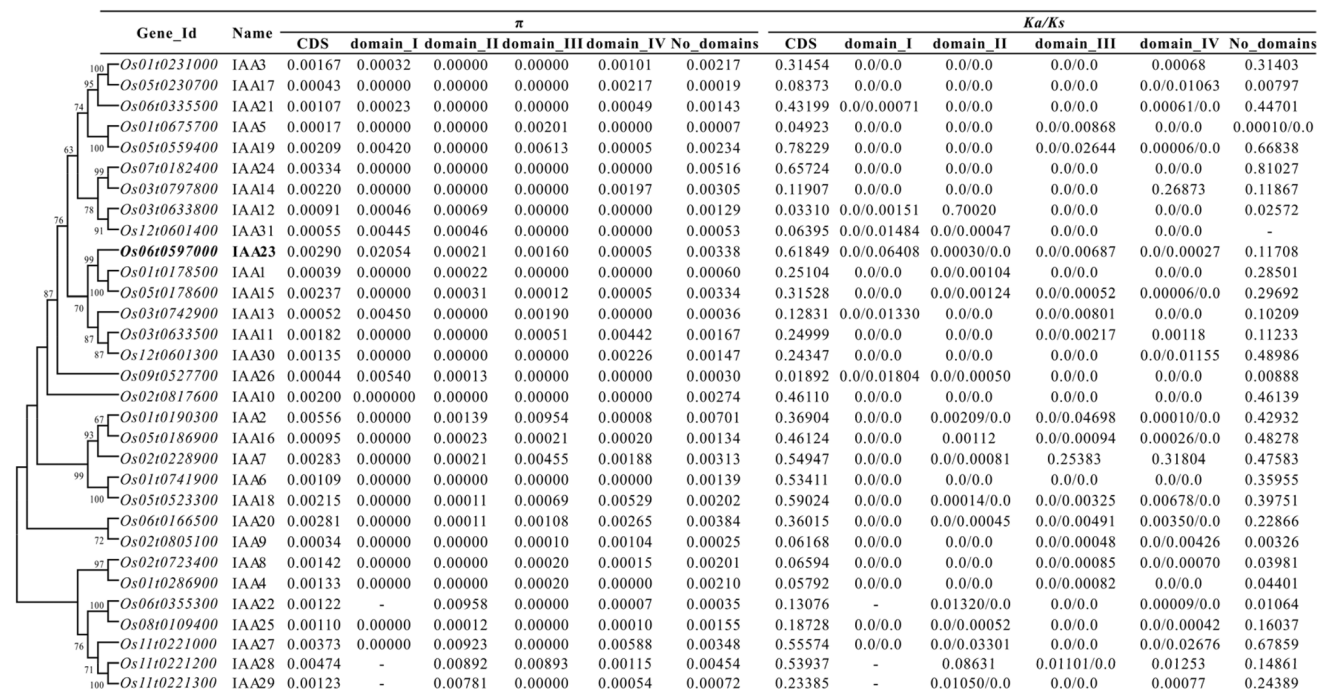 π Ka/Ks
Gene_Id Name CDS domain_I domain_II domain_III domain_IV No_domains CDS domain_I domain_II domain_III domain_IV No_domains
100 Os01t0231000 IAA3 0.00167 0.00032 0.00000 0.00000 0.00101 0.00217 0.31454 0.0/0.0 0.0/0.0 0.0/0.0 0.00068 0.31403
95 Os05t0230700 IAA17 0.00043 0.00000 0.00000 0.00000 0.00217 0.00019 0.08373 0.0/0.0 0.0/0.0 0.0/0.0 0.0/0.01063 0.00797
74 Os06t0335500 IAA21 0.00107 0.00023 0.00000 0.00000 0.00049 0.00143 0.43199 0.0/0.00071 0.0/0.0 0.0/0.0 0.00061/0.0 0.44701
Os01t0675700 IAA5 0.00017 0.00000 0.00000 0.00201 0.00000 0.00007 0.04923 0.0/0.0 0.0/0.0 0.0/0.00868 0.0/0.0 0.00010/0.0
63 100 Os05t0559400 IAA19 0.00209 0.00420 0.00000 0.00613 0.00005 0.00234 0.78229 0.0/0.0 0.0/0.0 0.0/0.02644 0.00006/0.0 0.66838
99 Os07t0182400 IAA24 0.00334 0.00000 0.00000 0.00000 0.00000 0.00516 0.65724 0.0/0.0 0.0/0.0 0.0/0.0 0.0/0.0 0.81027
Os03t0797800 IAA14 0.00220 0.00000 0.00000 0.00000 0.00197 0.00305 0.11907 0.0/0.0 0.0/0.0 0.0/0.0 0.26873 0.11867
78 Os03t0633800 IAA12 0.00091 0.00046 0.00069 0.00000 0.00000 0.00129 0.03310 0.0/0.00151 0.70020 0.0/0.0 0.0/0.0 0.02572
76 91 Os12t0601400 IAA31 0.00055 0.00445 0.00046 0.00000 0.00000 0.00053 0.06395 0.0/0.01484 0.0/0.00047 0.0/0.0 0.0/0.0 -
99 Os06t0597000 IAA23 0.00290 0.02054 0.00021 0.00160 0.00005 0.00338 0.61849 0.0/0.06408 0.00030/0.0 0.0/0.00687 0.0/0.00027 0.11708
Os01t0178500 IAA1 0.00039 0.00000 0.00022 0.00000 0.00000 0.00060 0.25104 0.0/0.0 0.0/0.00104 0.0/0.0 0.0/0.0 0.28501
87 100 Os05t0178600 IAA15 0.00237 0.00000 0.00031 0.00012 0.00005 0.00334 0.31528 0.0/0.0 0.0/0.00124 0.0/0.00052 0.00006/0.0 0.29692
70 Os03t0742900 IAA13 0.00052 0.00450 0.00000 0.00190 0.00000 0.00036 0.12831 0.0/0.01330 0.0/0.0 0.0/0.00801 0.0/0.0 0.10209
87 Os03t0633500 IAA11 0.00182 0.00000 0.00000 0.00051 0.00442 0.00167 0.24999 0.0/0.0 0.0/0.0 0.0/0.00217 0.00118 0.11233
87 Os12t0601300 IAA30 0.00135 0.00000 0.00000 0.00000 0.00226 0.00147 0.24347 0.0/0.0 0.0/0.0 0.0/0.0 0.0/0.01155 0.48986
Os09t0527700 IAA26 0.00044 0.00540 0.00013 0.00000 0.00000 0.00030 0.01892 0.0/0.01804 0.0/0.00050 0.0/0.0 0.0/0.0 0.00888
Os02t0817600 IAA10 0.00200 0.000000 0.00000 0.00000 0.00000 0.00274 0.46110 0.0/0.0 0.0/0.0 0.0/0.0 0.0/0.0 0.46139
67 Os01t0190300 IAA2 0.00556 0.00000 0.00139 0.00954 0.00008 0.00701 0.36904 0.0/0.0 0.00209/0.0 0.0/0.04698 0.00010/0.0 0.42932
93 Os05t0186900 IAA16 0.00095 0.00000 0.00023 0.00021 0.00020 0.00134 0.46124 0.0/0.0 0.00112 0.0/0.00094 0.00026/0.0 0.48278
Os02t0228900 IAA7 0.00283 0.00000 0.00021 0.00455 0.00188 0.00313 0.54947 0.0/0.0 0.0/0.00081 0.25383 0.31804 0.47583
99 Os01t0741900 IAA6 0.00109 0.00000 0.00000 0.00000 0.00000 0.00139 0.53411 0.0/0.0 0.0/0.0 0.0/0.0 0.0/0.0 0.35955
100 Os05t0523300 IAA18 0.00215 0.00000 0.00011 0.00069 0.00529 0.00202 0.59024 0.0/0.0 0.00014/0.0 0.0/0.00325 0.00678/0.0 0.39751
Os06t0166500 IAA20 0.00281 0.00000 0.00011 0.00108 0.00265 0.00384 0.36015 0.0/0.0 0.0/0.00045 0.0/0.00491 0.00350/0.0 0.22866
72 Os02t0805100 IAA9 0.00034 0.00000 0.00000 0.00010 0.00104 0.00025 0.06168 0.0/0.0 0.0/0.0 0.0/0.00048 0.0/0.00426 0.00326
97 Os02t0723400 IAA8 0.00142 0.00000 0.00000 0.00020 0.00015 0.00201 0.06594 0.0/0.0 0.0/0.0 0.0/0.00085 0.0/0.00070 0.03981
Os01t0286900 IAA4 0.00133 0.00000 0.00000 0.00020 0.00000 0.00210 0.05792 0.0/0.0 0.0/0.0 0.0/0.00082 0.0/0.0 0.04401
100 Os06t0355300 IAA22 0.00122 - 0.00958 0.00000 0.00007 0.00035 0.13076 - 0.01320/0.0 0.0/0.0 0.00009/0.0 0.01064
Os08t0109400 IAA25 0.00110 0.00000 0.00012 0.00000 0.00010 0.00155 0.18728 0.0/0.0 0.0/0.00052 0.0/0.0 0.0/0.00042 0.16037
76 Os11t0221000 IAA27 0.00373 0.00000 0.00923 0.00000 0.00588 0.00348 0.55574 0.0/0.0 0.0/0.03301 0.0/0.0 0.0/0.02676 0.67859
71 Os11t0221200 IAA28 0.00474 - 0.00892 0.00893 0.00115 0.00454 0.53937 - 0.08631 0.01101/0.0 0.01253 0.14861
100 Os11t0221300 IAA29 0.00123 - 0.00781 0.00000 0.00054 0.00072 0.23385 - 0.01050/0.0 0.0/0.0 0.00077 0.24389